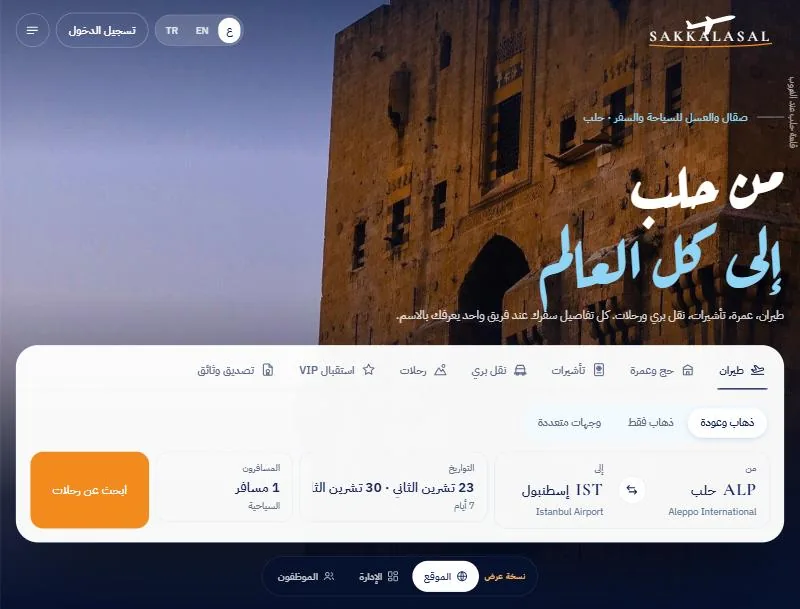 SAKKALASAL
ع EN TR
تسجيل الدخول
قلعة حلب عند الغروب
صقال والعسل للسياحة والسفر · حلب
من حلب
إلى كل العالم
طيران، عمرة، تأشيرات، نقل بري ورحلات. كل تفاصيل سفرك عند فريق واحد يعرفك بالاسم.
طيران حج وعمرة تأشيرات نقل بري رحلات استقبال VIP تصديق وثائق
ذهاب وعودة ذهاب فقط وجهات متعددة
من
ALP حلب
Aleppo International
إلى
IST إسطنبول
Istanbul Airport
التواريخ
23 تشرين الثاني · 30 تشرين الثا
7 أيام
المسافرون
1 مسافر
السياحية
ابحث عن رحلات
نسخة عرض الموقع الإدارة الموظفون